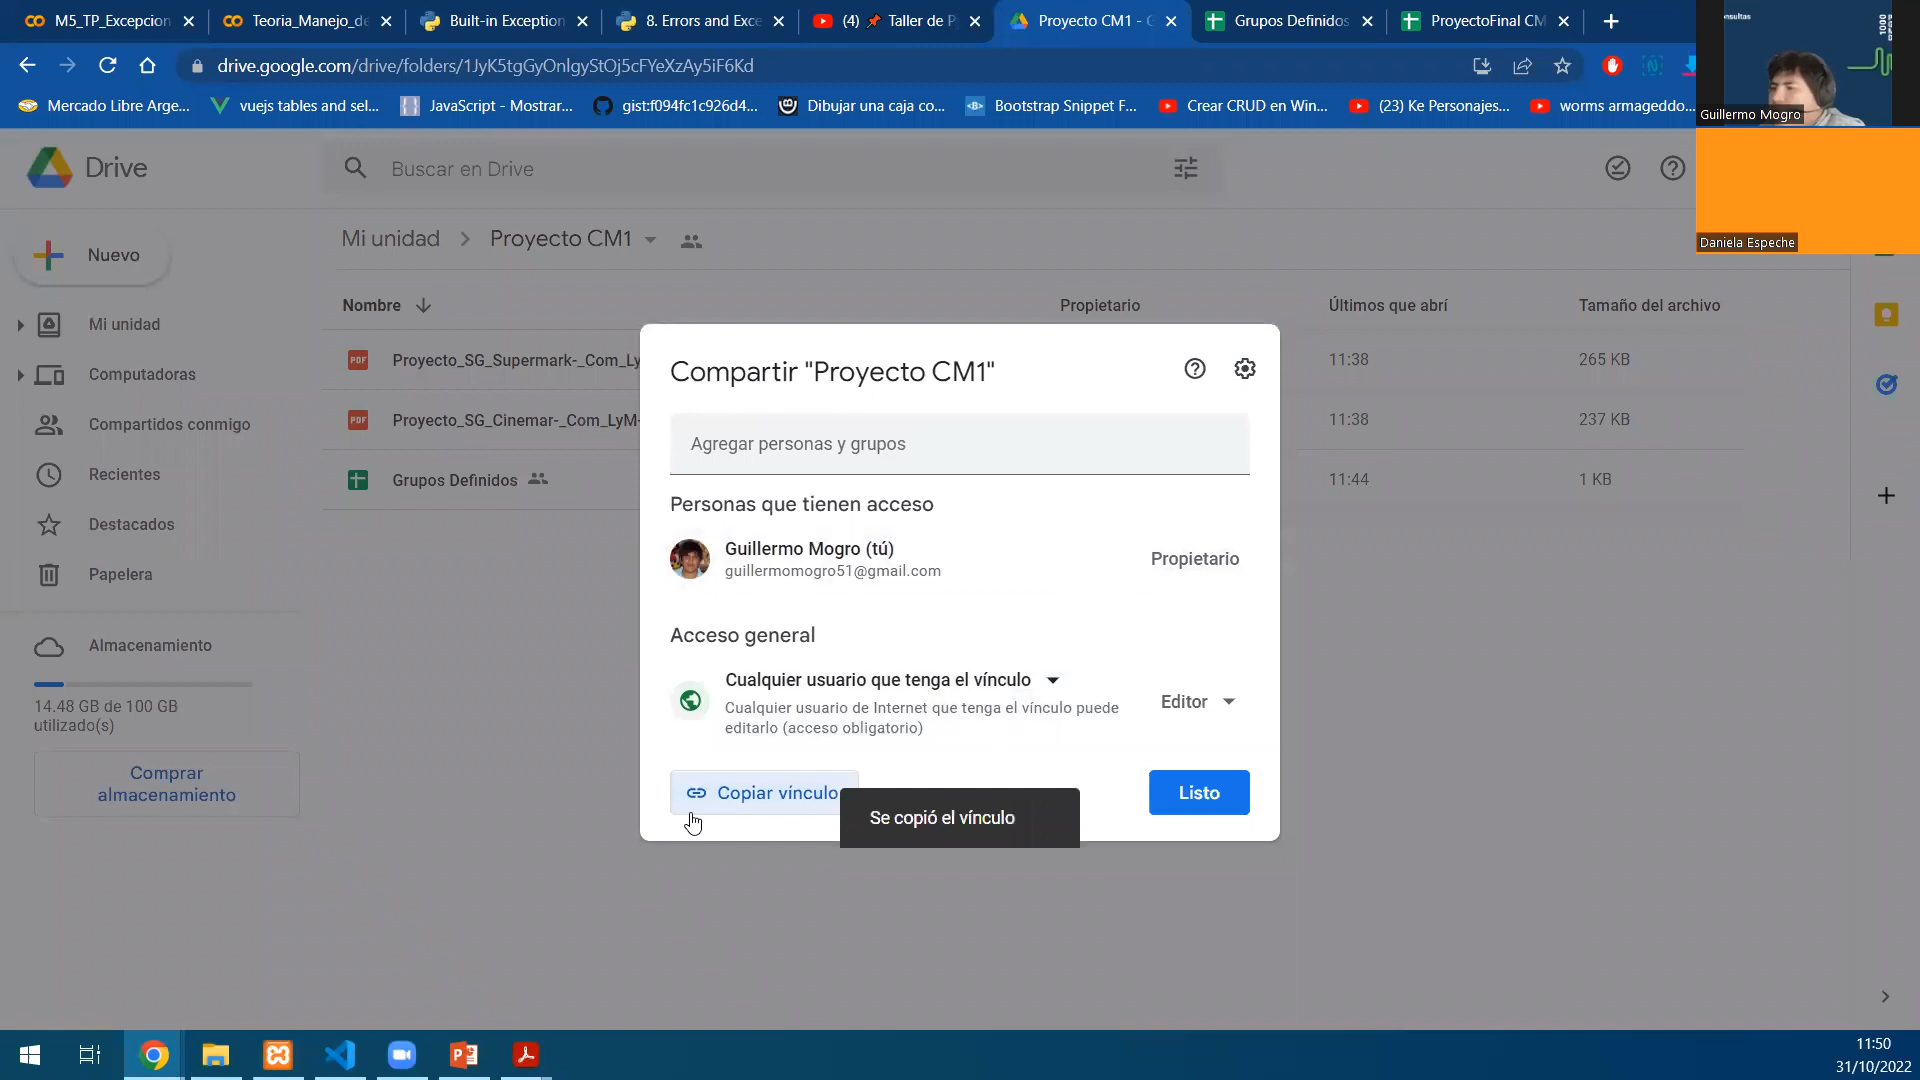 M5_TP_Excepcion
Teoria_Manejo_de
Built-in Exception
8. Errors and Exce
(4) 📌 Taller de P
Proyecto CM1 - G
Grupos Definidos
ProyectoFinal CM
drive.google.com/drive/folders/1JyK5tgGyOnIgyStOj5cFYeXzAy5iF6Kd
Mercado Libre Arge...
vuejs tables and sel...
JavaScript - Mostrar...
gist:f094fc1c926d4...
Dibujar una caja co...
Bootstrap Snippet F...
Crear CRUD en Win...
(23) Ke Personajes...
worms armageddo...
nsultas
1000
Guillermo Mogro
Daniela Espeche
Drive
Buscar en Drive
Nuevo
Mi unidad
Computadoras
Compartidos conmigo
Recientes
Destacados
Papelera
Almacenamiento
14.48 GB de 100 GB
utilizado(s)
Comprar
almacenamiento
Mi unidad > Proyecto CM1
Nombre
Propietario
Últimos que abrí
Tamaño del archivo
Proyecto_SG_Supermark-_Com_Ly
11:38
265 KB
Proyecto_SG_Cinemar-_Com_LyM-
11:38
237 KB
Grupos Definidos
11:44
1 KB
Compartir "Proyecto CM1"
Agregar personas y grupos
Personas que tienen acceso
Guillermo Mogro (tú)
guillermomogro51@gmail.com
Propietario
Acceso general
Cualquier usuario que tenga el vínculo
Cualquier usuario de Internet que tenga el vínculo puede
editarlo (acceso obligatorio)
Editor
Copiar vínculo
Se copió el vínculo
Listo
11:50
31/10/2022